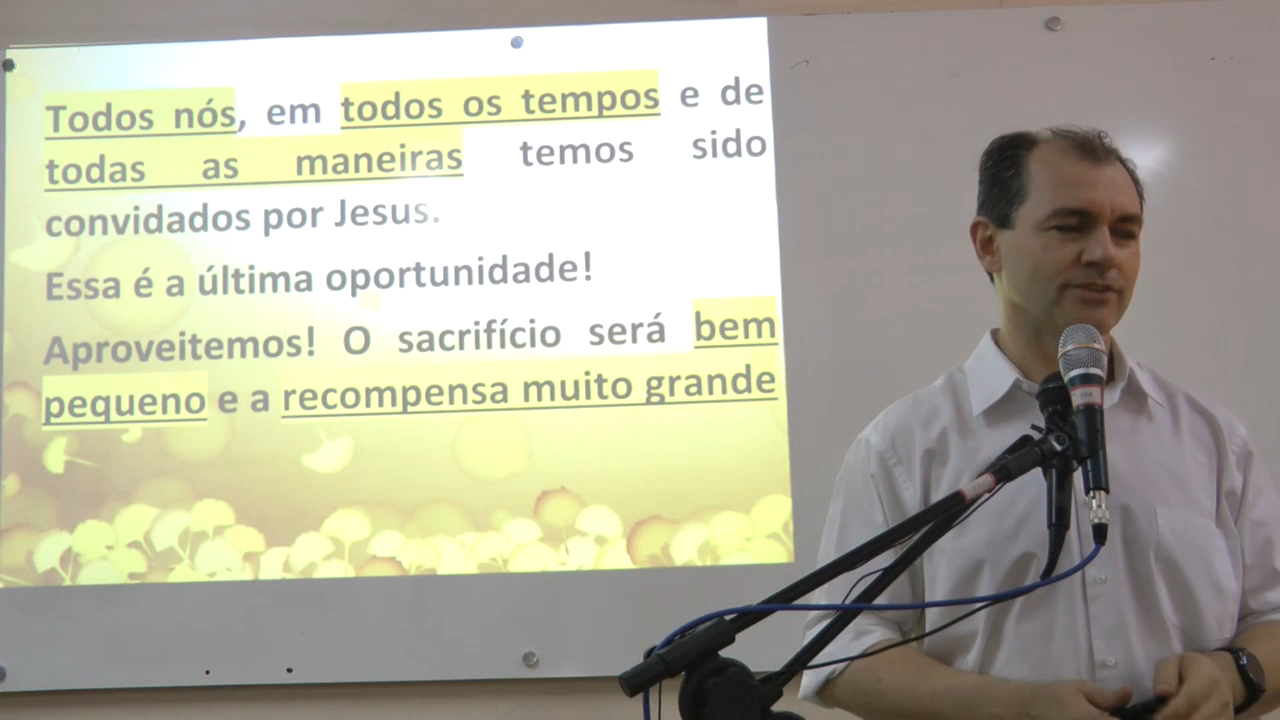 Todos nós, em todos os tempos e de
todas as maneiras temos sido
convidados por Jesus.
Essa é a última oportunidade!
Aproveitemos! O sacrifício será bem
pequeno e a recompensa muito grande